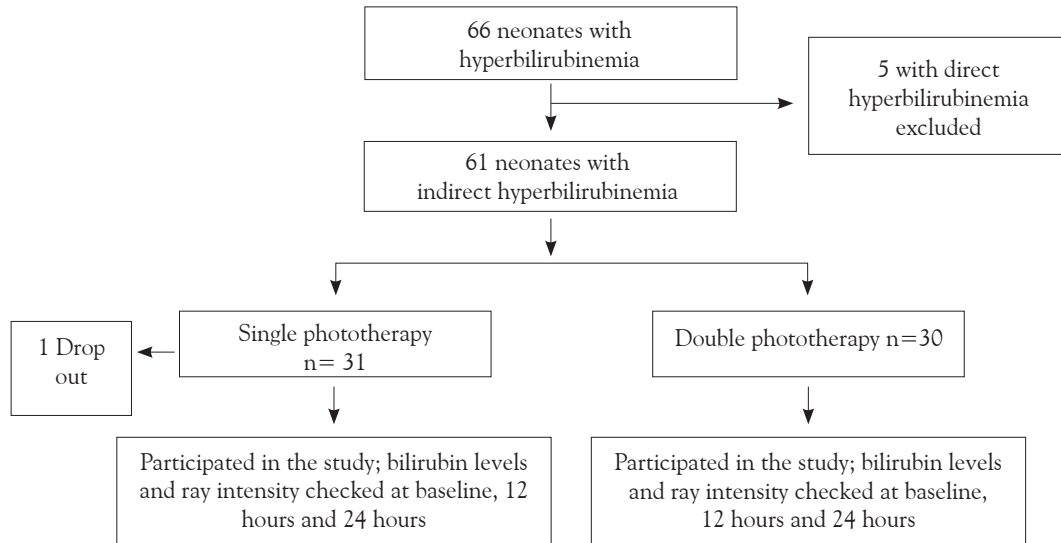 66 neonates with
hyperbilirubinemia
5 with direct
hyperbilirubinemia
excluded
61 neonates with
indirect hyperbilirubinemia
1 Drop
out
Single phototherapy
n= 31
Double phototherapy n=30
Participated in the study; bilirubin levels
and ray intensity checked at baseline, 12
hours and 24 hours
Participated in the study; bilirubin levels
and ray intensity checked at baseline,
12 hours and 24 hours